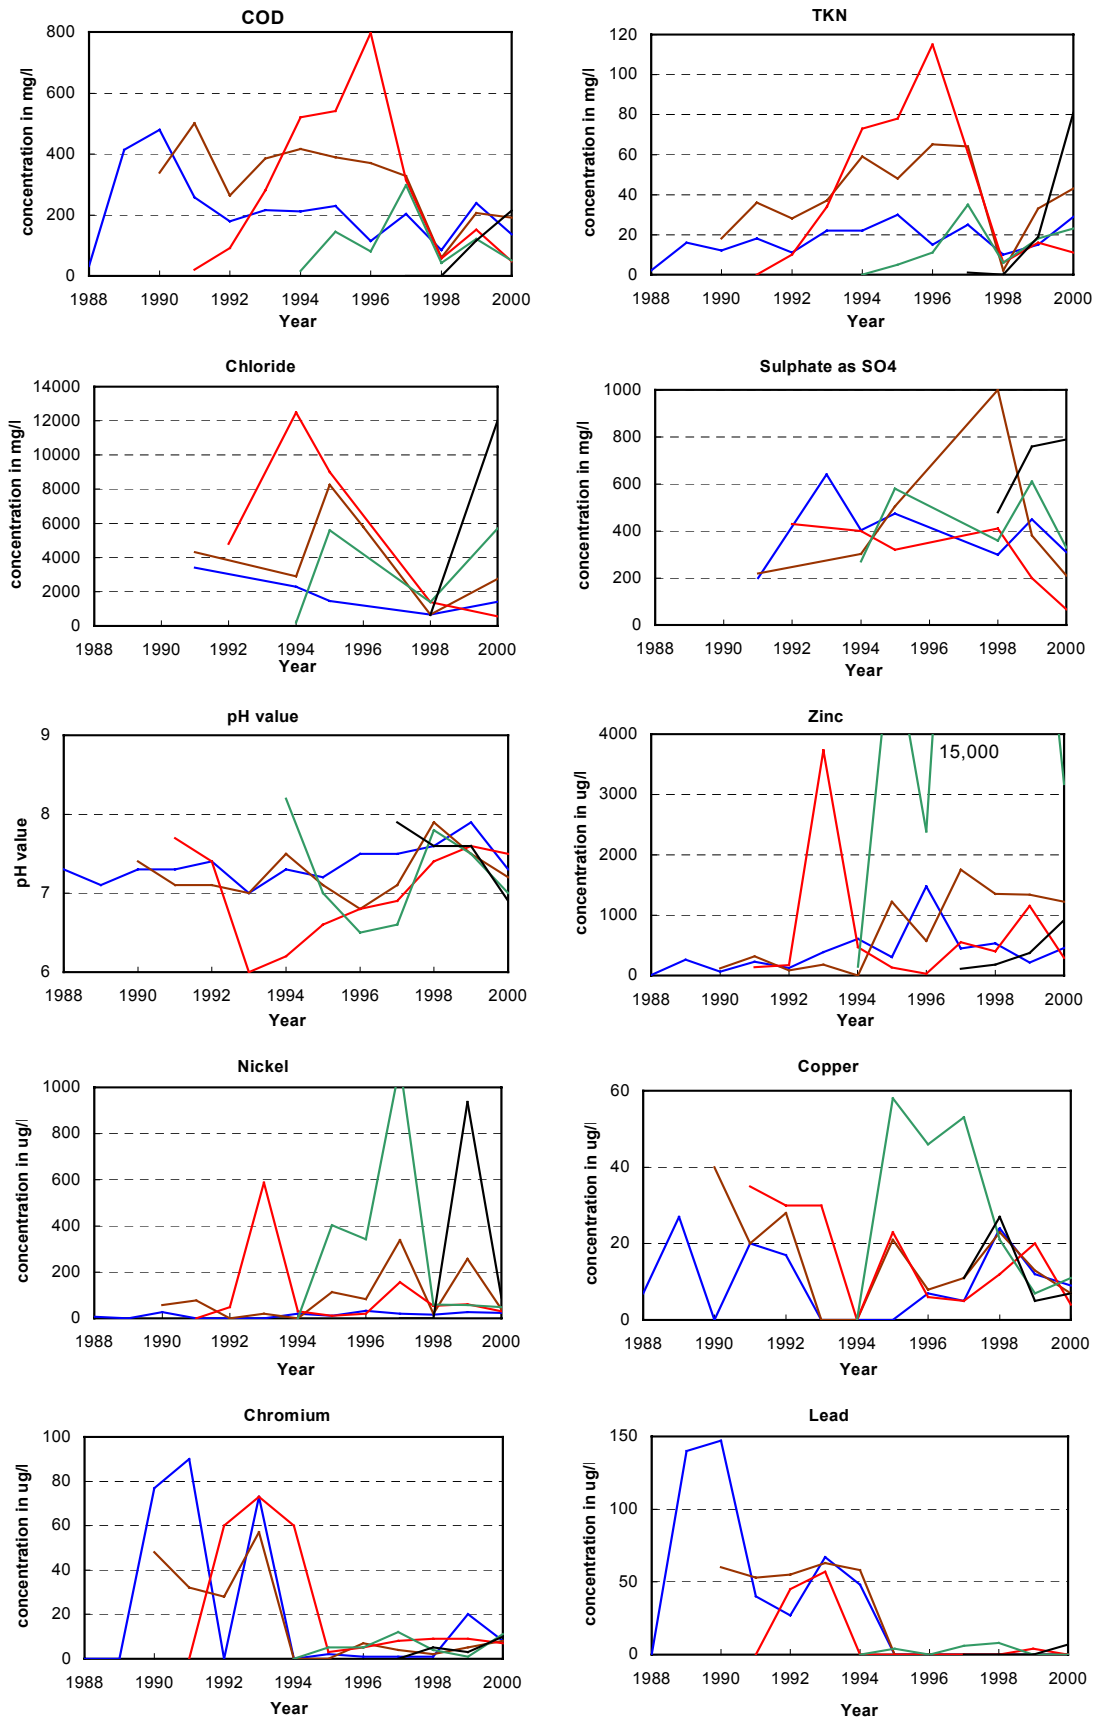 COD
concentration in mg/l
800
600
400
200
0
1988 1990 1992 1994 1996 1998 2000
Year
TKN
concentration in mg/l
120
100
80
60
40
20
0
1988 1990 1992 1994 1996 1998 2000
Year
Chloride
concentration in mg/l
14000
12000
10000
8000
6000
4000
2000
0
1988 1990 1992 1994 1996 1998 2000
Year
Sulphate as SO4
concentration in mg/l
1000
800
600
400
200
0
1988 1990 1992 1994 1996 1998 2000
Year
pH value
pH value
9
8
7
6
1988 1990 1992 1994 1996 1998 2000
Year
Zinc
concentration in ug/l
4000
3000
2000
1000
0
15,000
1988 1990 1992 1994 1996 1998 2000
Year
Nickel
concentration in ug/l
1000
800
600
400
200
0
1988 1990 1992 1994 1996 1998 2000
Year
Copper
concentration in ug/l
60
40
20
0
1988 1990 1992 1994 1996 1998 2000
Year
Chromium
concentration in ug/l
100
80
60
40
20
0
1988 1990 1992 1994 1996 1998 2000
Year
Lead
concentration in ug/l
150
100
50
0
1988 1990 1992 1994 1996 1998 2000
Year